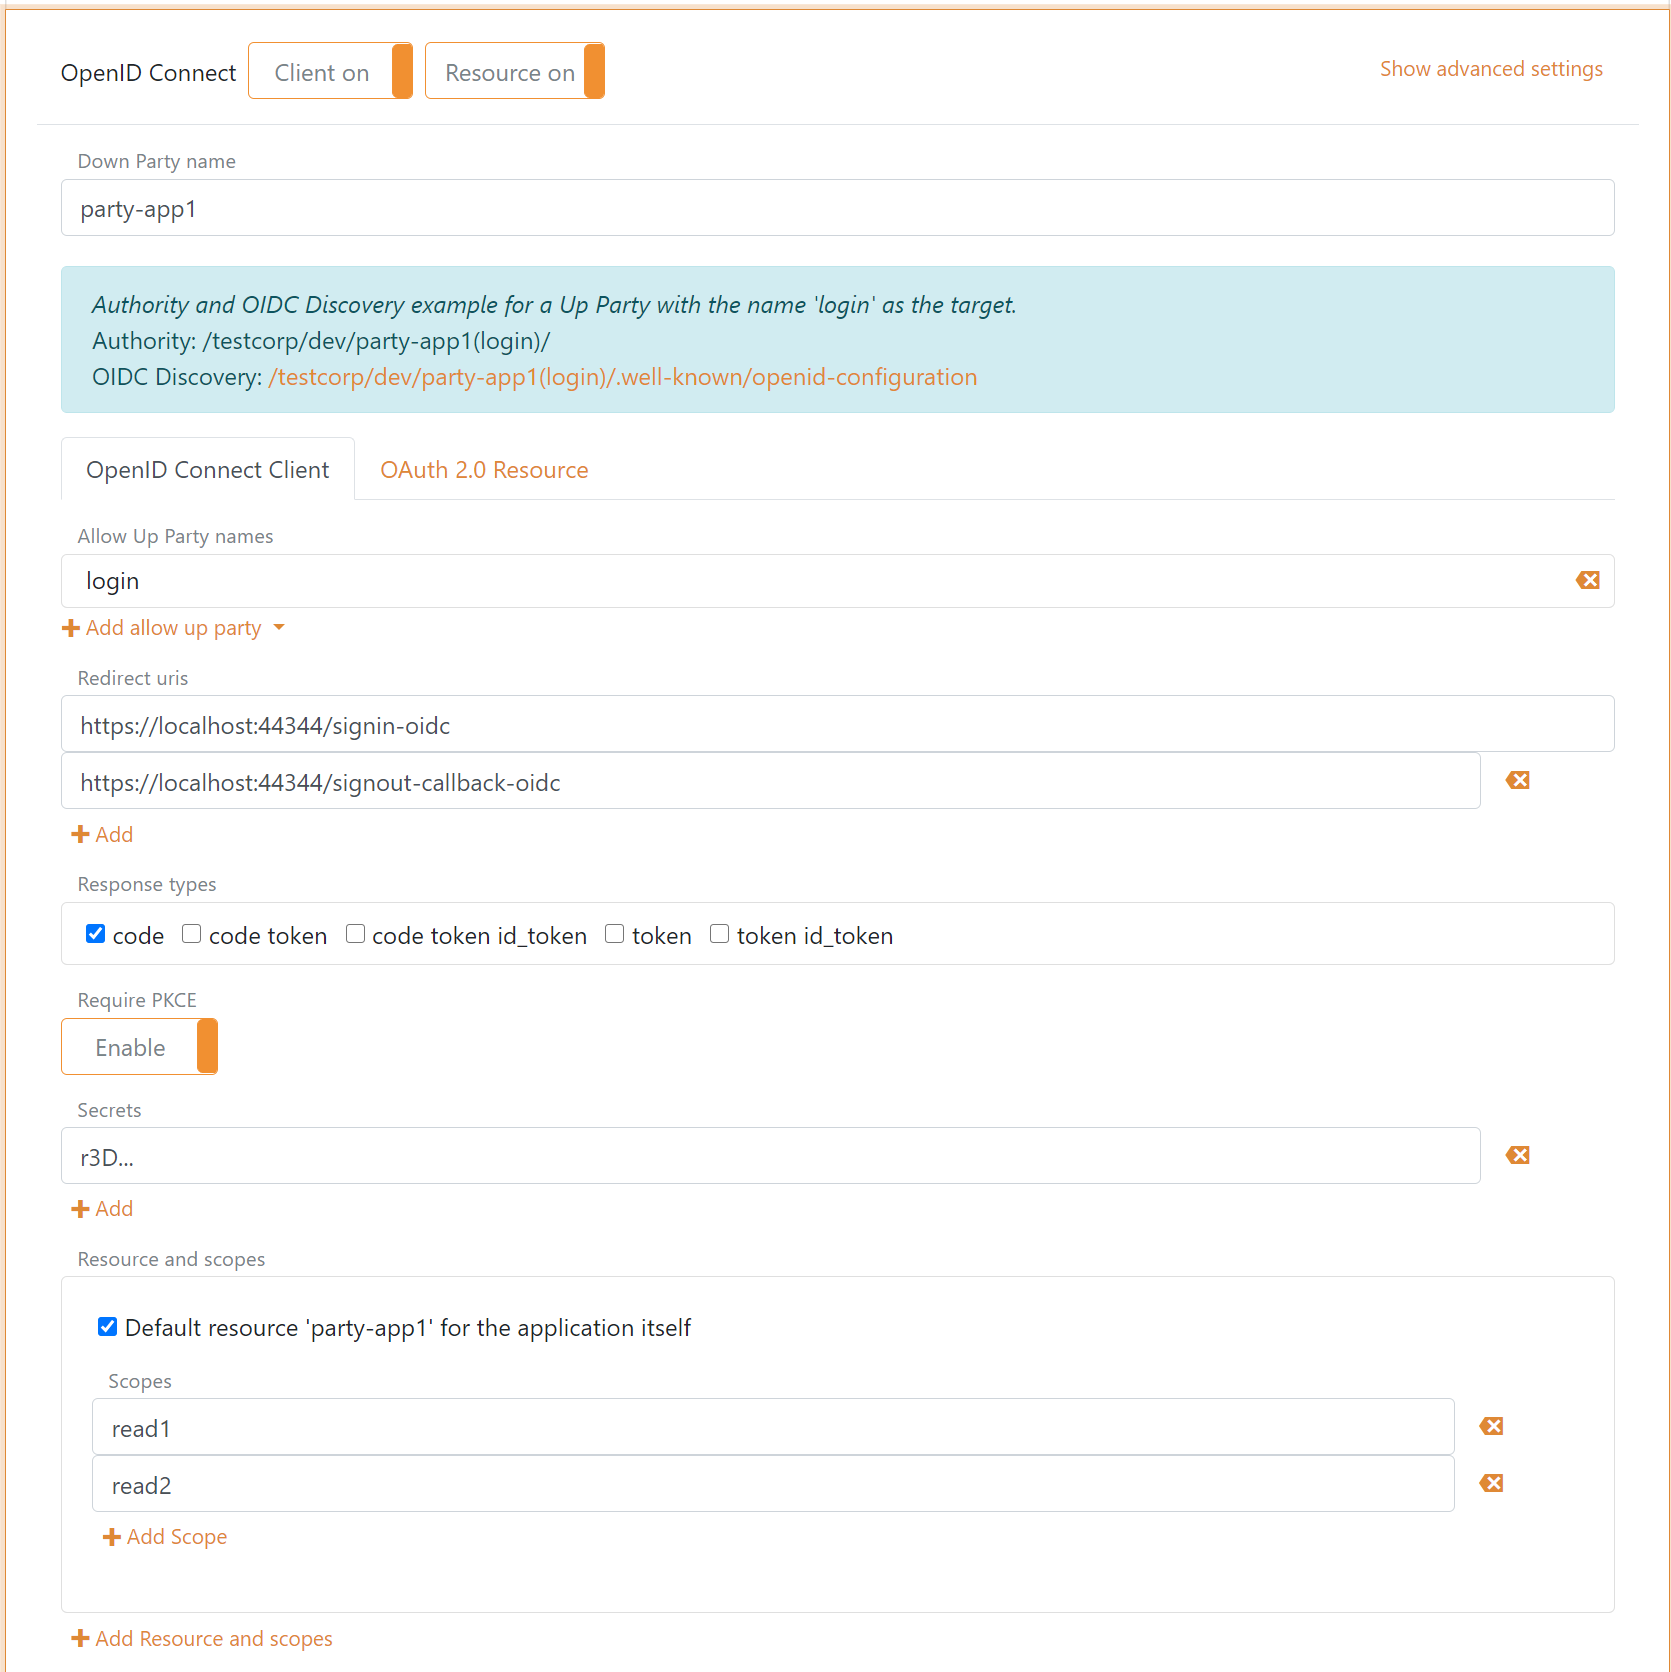 OpenID Connect Client on Resource on Show advanced settings
Down Party name
party-app1
Authority and OIDC Discovery example for a Up Party with the name 'login' as the target.
Authority: /testcorp/dev/party-app1(login)/
OIDC Discovery: /testcorp/dev/party-app1(login)/.well-known/openid-configuration
OpenID Connect Client OAuth 2.0 Resource
Allow Up Party names
login
Add allow up party
Redirect uris
https://localhost:44344/signin-oidc
https://localhost:44344/signout-callback-oidc
Add
Response types
code code token code token id_token token token id_token
Require PKCE
Enable
Secrets
r3D...
Add
Resource and scopes
Default resource 'party-app1' for the application itself
Scopes
read1
read2
Add Scope
Add Resource and scopes